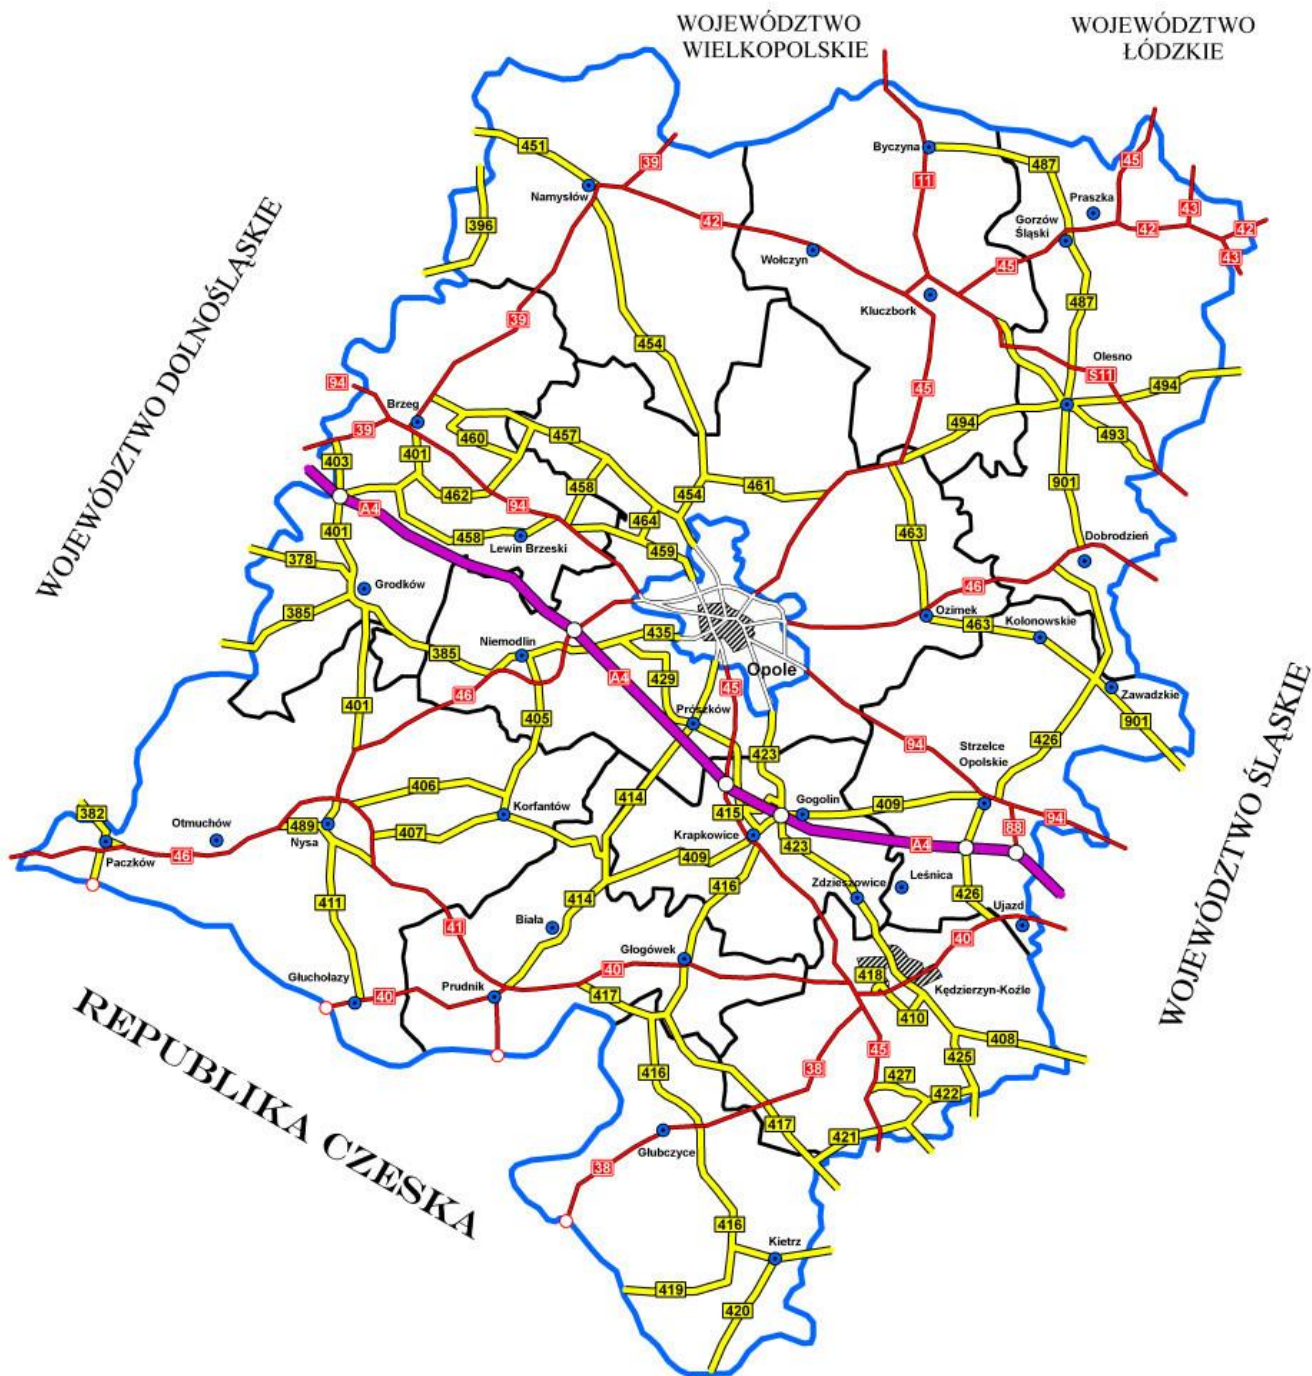 WOJEWÓDZTWO
WIELKOPOLSKIE
WOJEWÓDZTWO
ŁÓDZKIE
WOJEWÓDZTWO DOLNOŚLĄSKIE
WOJEWÓDZTWO ŚLĄSKIE
REPUBLIKA CZESKA
451
39
Byczyna
487
45
11
Namysłów
Praszka
396
42
Gorzów
Śląski
43
42
42
Wołczyn
45
43
Kluczbork
487
39
454
Olesno
94
S11
45
494
Brzeg
39
460
457
494
493
403
401
462
458
454
461
901
A4
94
401
458
464
463
Lewin Brzeski
459
Dobrodzień
378
Grodków
46
385
Ozimek
463
Kolonowskie
385
Niemodlin
435
Opole
46
A4
429
45
Zawadzkie
401
405
Prószków
901
423
94
426
Strzelce
Opolskie
406
414
382
Otmuchów
Korfantów
415
Gogolin
409
489
Nysa
407
Krapkowice
88
94
Paczków
46
409
423
A4
411
414
416
Zdzieszowice
Leśnica
426
Ujazd
41
Biała
40
Głogówek
Głuchołazy
40
Prudnik
40
418
Kędzierzyn-Koźle
417
410
45
408
425
416
38
427
422
417
421
Głubczyce
38
416
Kietrz
419
420